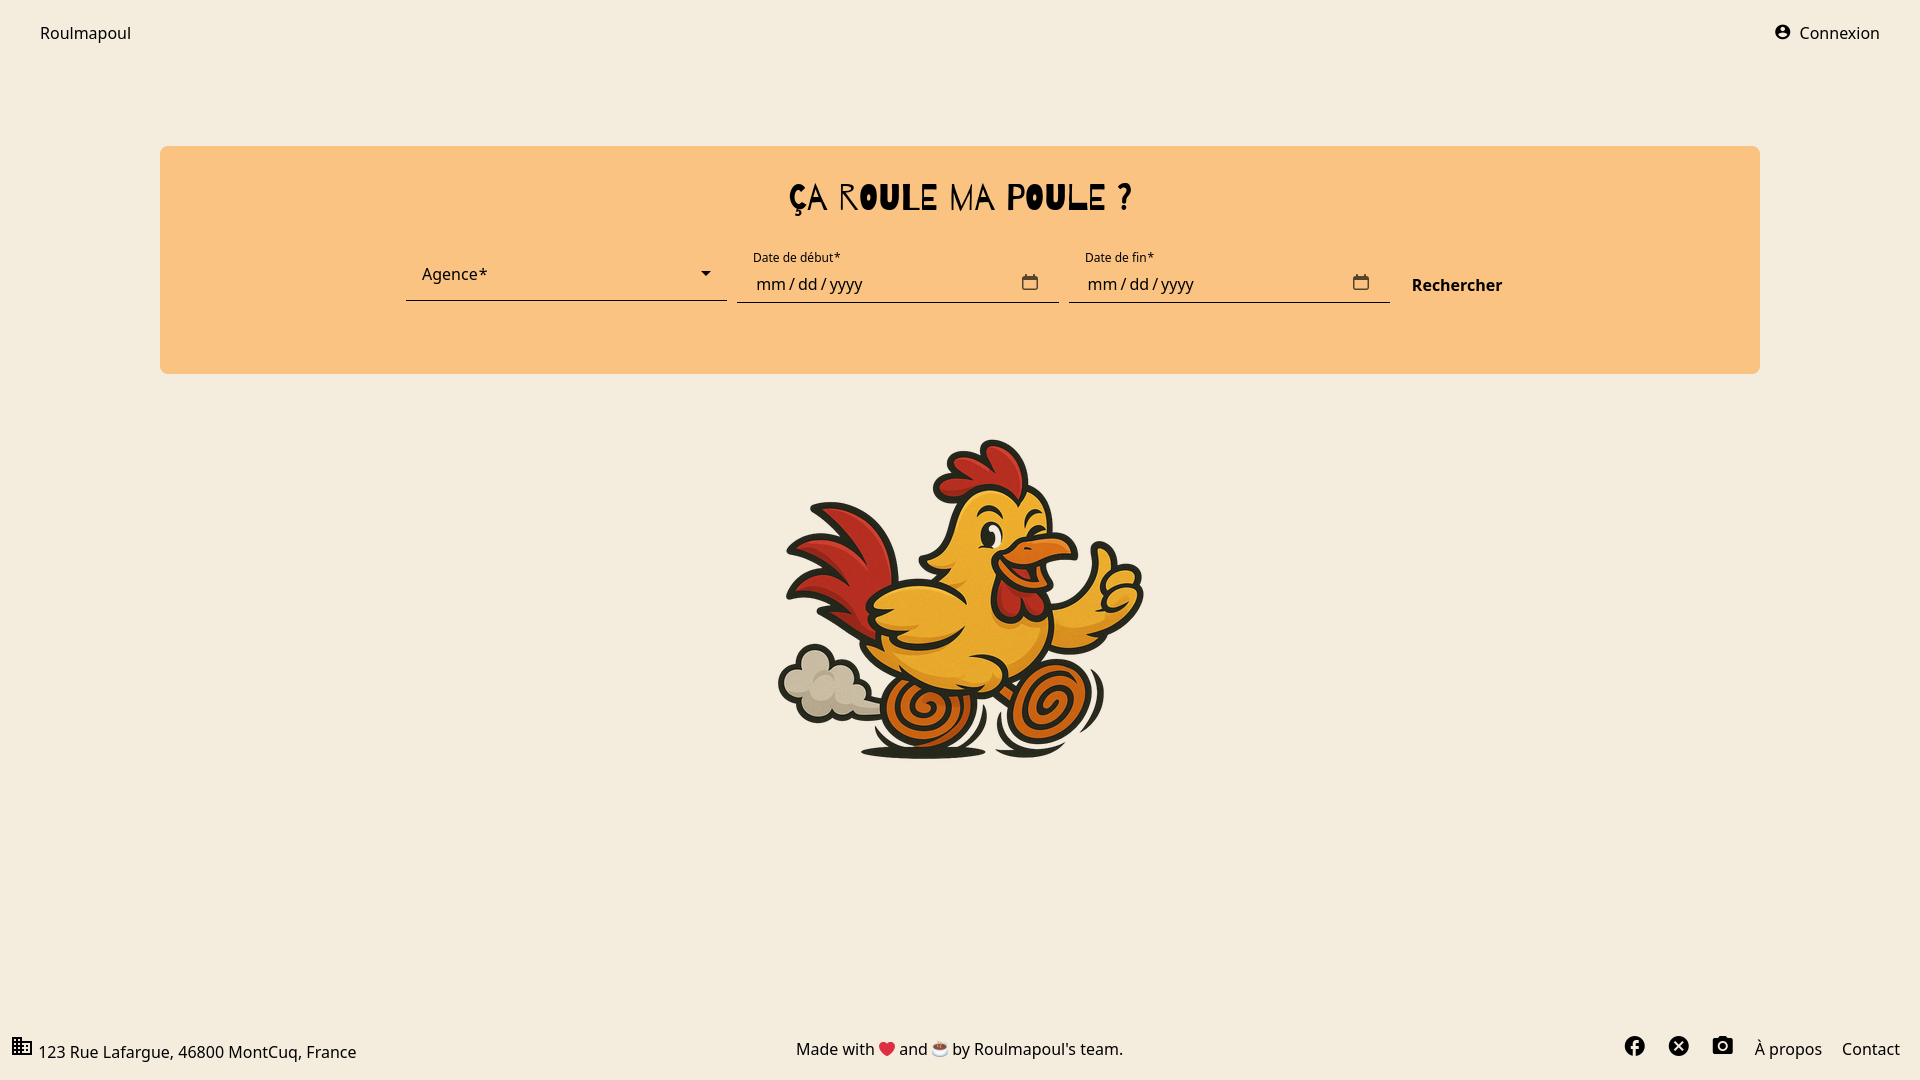 Roulmapoul
Connexion
ÇA ROULE MA POULE ?
Agence*
Date de début*
mm/dd/yyyy
Date de fin*
mm/dd/yyyy
Rechercher
123 Rue Lafargue, 46800 MontCuq, France
Made with ❤️ and ☕ by Roulmapoul's team.
À propos
Contact